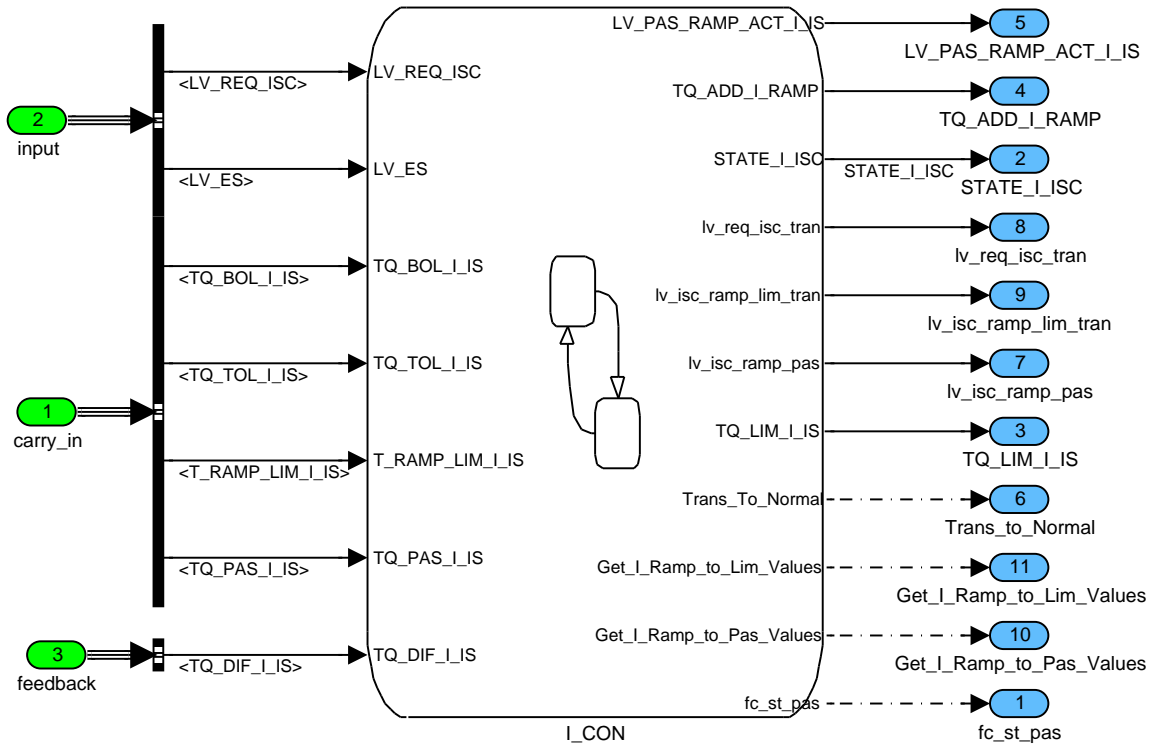 2
input
1
carry_in
3
feedback
<LV_REQ_ISC>
<LV_ES>
<TQ_BOL_I_IS>
<TQ_TOL_I_IS>
<T_RAMP_LIM_I_IS>
<TQ_PAS_I_IS>
<TQ_DIF_I_IS>
LV_REQ_ISC
LV_ES
TQ_BOL_I_IS
TQ_TOL_I_IS
T_RAMP_LIM_I_IS
TQ_PAS_I_IS
TQ_DIF_I_IS
LV_PAS_RAMP_ACT_I_IS
TQ_ADD_I_RAMP
STATE_I_ISC
lv_req_isc_tran
lv_isc_ramp_lim_tran
lv_isc_ramp_pas
TQ_LIM_I_IS
Trans_To_Normal
Get_I_Ramp_to_Lim_Values
Get_I_Ramp_to_Pas_Values
fc_st_pas
I_CON
STATE_I_ISC
5
LV_PAS_RAMP_ACT_I_IS
4
TQ_ADD_I_RAMP
2
STATE_I_ISC
8
lv_req_isc_tran
9
lv_isc_ramp_lim_tran
7
lv_isc_ramp_pas
3
TQ_LIM_I_IS
6
Trans_to_Normal
11
Get_I_Ramp_to_Lim_Values
10
Get_I_Ramp_to_Pas_Values
1
fc_st_pas